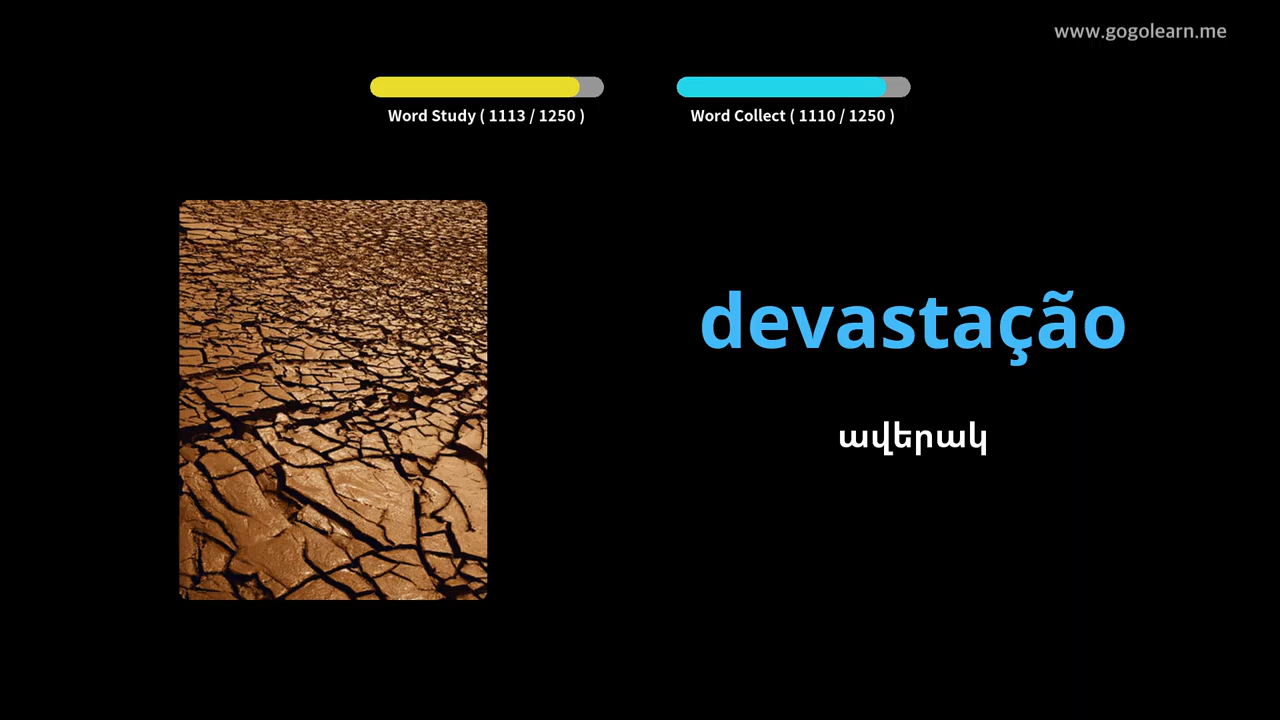 www.gogolearn.me
Word Study ( 1113 / 1250 )
Word Collect ( 1110 / 1250 )
devastação
ավերակ